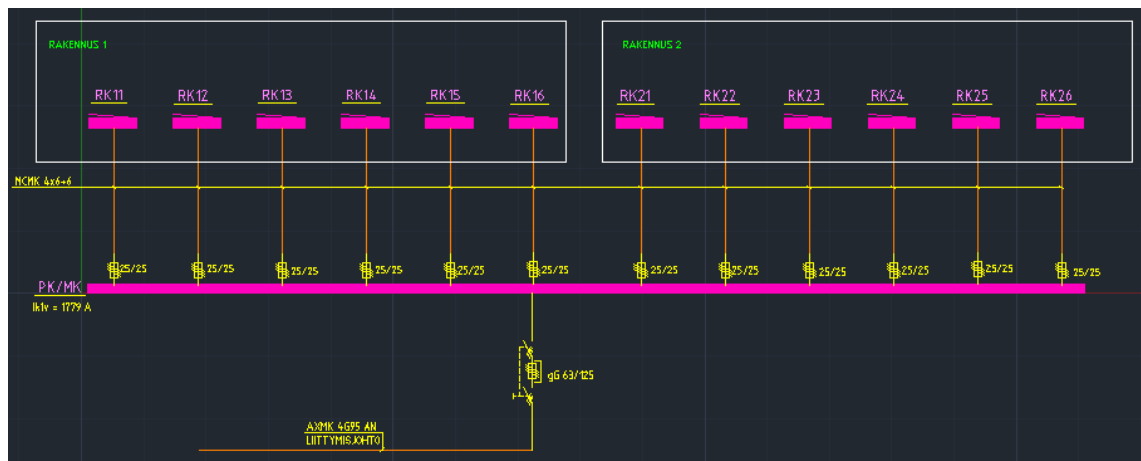 RAKENNUS 1
RAKENNUS 2
RK11 RK12 RK13 RK14 RK15 RK16 RK21 RK22 RK23 RK24 RK25 RK26
MCMK 4x6+6
25/25 25/25 25/25 25/25 25/25 25/25 25/25 25/25 25/25 25/25 25/25 25/25
PK/MK
Ik1v = 1779 A
gG 63/125
AXMK 4G95 AN
LIITTYMISJOHTO